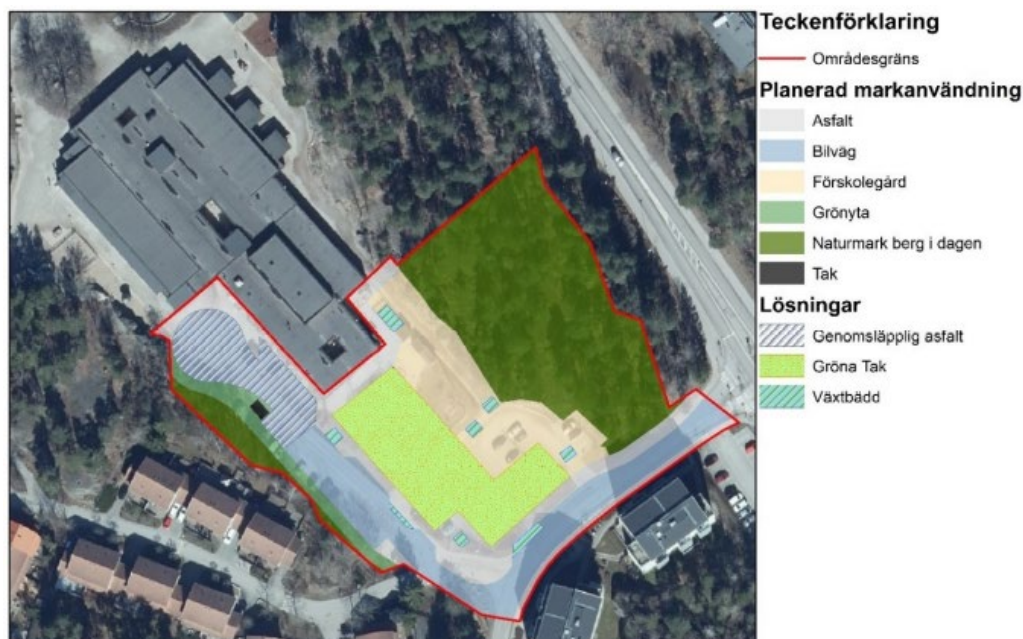 Teckenförklaring
Områdesgräns
Planerad markanvändning
Asfalt
Bilväg
Förskolegård
Grönyta
Naturmark berg i dagen
Tak
Lösningar
Genomsläpplig asfalt
Gröna Tak
Växtbädd